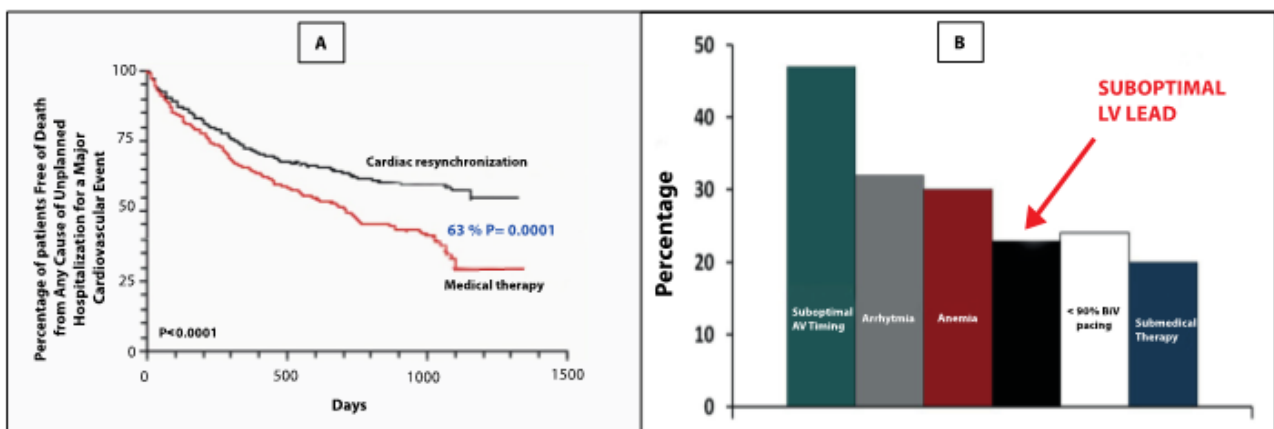 A
Percentage of patients Free of Death
from Any Cause of Unplanned
Hospitalization for a Major
Cardiovascular Event
100
75
50
25
0
Cardiac resynchronization
63 % P= 0.0001
Medical therapy
P<0.0001
0
500
1000
1500
Days
B
Percentage
50
40
30
20
10
0
SUBOPTIMAL
LV LEAD
Suboptimal
AV Timing
Arrhytmia
Anemia
< 90% BiV
pacing
Submedical
Therapy